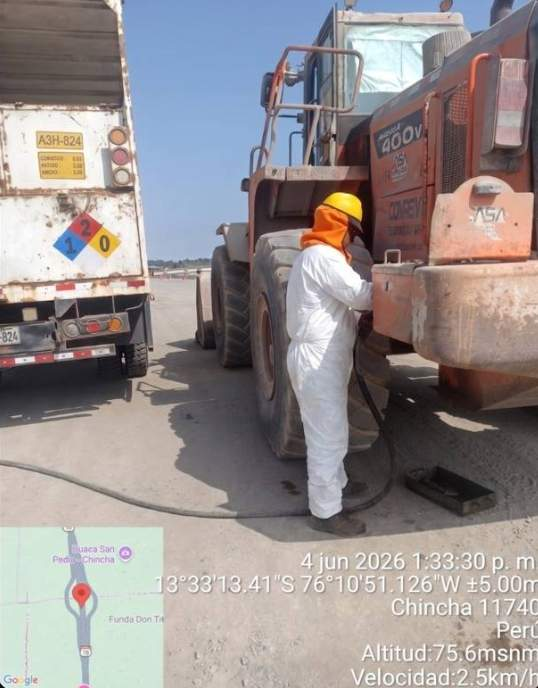 A3H-824
2
1
0
824
400V
ASA
ASA
4 jun 2026 1:33:30 p. m.
13°33'13.41"S 76°10'51.126"W ±5.00m
Chincha 11740
Perú
Altitud:75.6msnm
Velocidad:2.5km/h
Huaca San
Pedro - Chincha
Funda Don Ti
Google